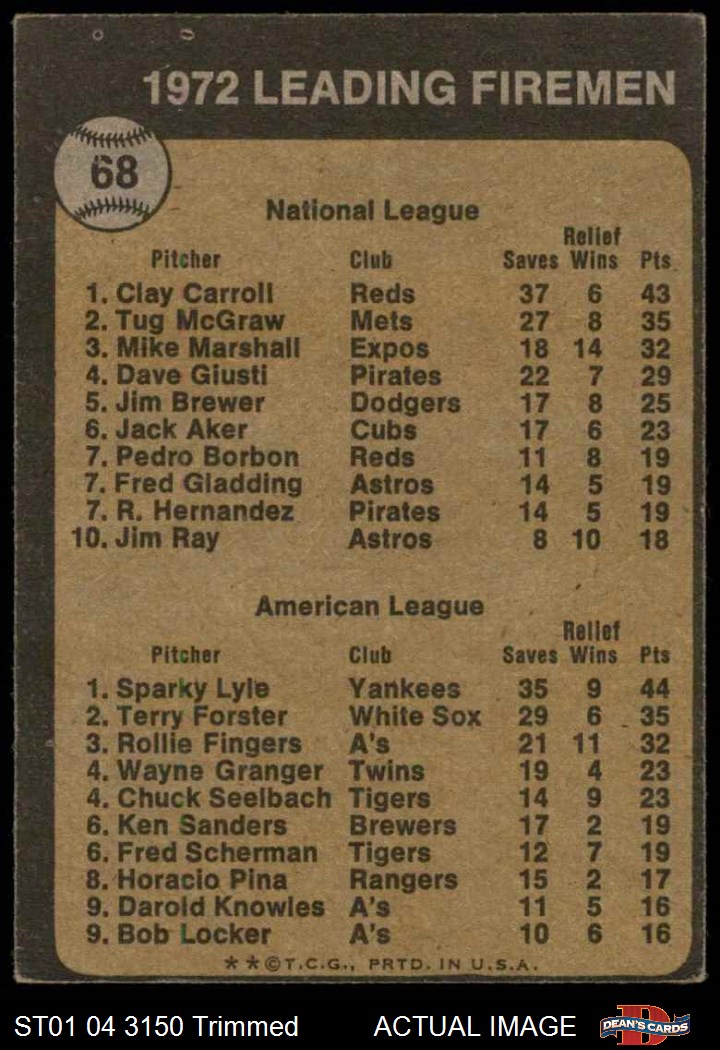 1972 LEADING FIREMEN
68
National League
Relief
Pitcher Club Saves Wins Pts.
1. Clay Carroll Reds 37 6 43
2. Tug McGraw Mets 27 8 35
3. Mike Marshall Expos 18 14 32
4. Dave Giusti Pirates 22 7 29
5. Jim Brewer Dodgers 17 8 25
6. Jack Aker Cubs 17 6 23
7. Pedro Borbon Reds 11 8 19
7. Fred Gladding Astros 14 5 19
7. R. Hernandez Pirates 14 5 19
10. Jim Ray Astros 8 10 18
American League
Relief
Pitcher Club Saves Wins Pts
1. Sparky Lyle Yankees 35 9 44
2. Terry Forster White Sox 29 6 35
3. Rollie Fingers A's 21 11 32
4. Wayne Granger Twins 19 4 23
4. Chuck Seelbach Tigers 14 9 23
6. Ken Sanders Brewers 17 2 19
6. Fred Scherman Tigers 12 7 19
8. Horacio Pina Rangers 15 2 17
9. Darold Knowles A's 11 5 16
9. Bob Locker A's 10 6 16
**©T.C.G., PRTD. IN U.S.A.
ST01 04 3150 Trimmed ACTUAL IMAGE DEAN'S CARDS